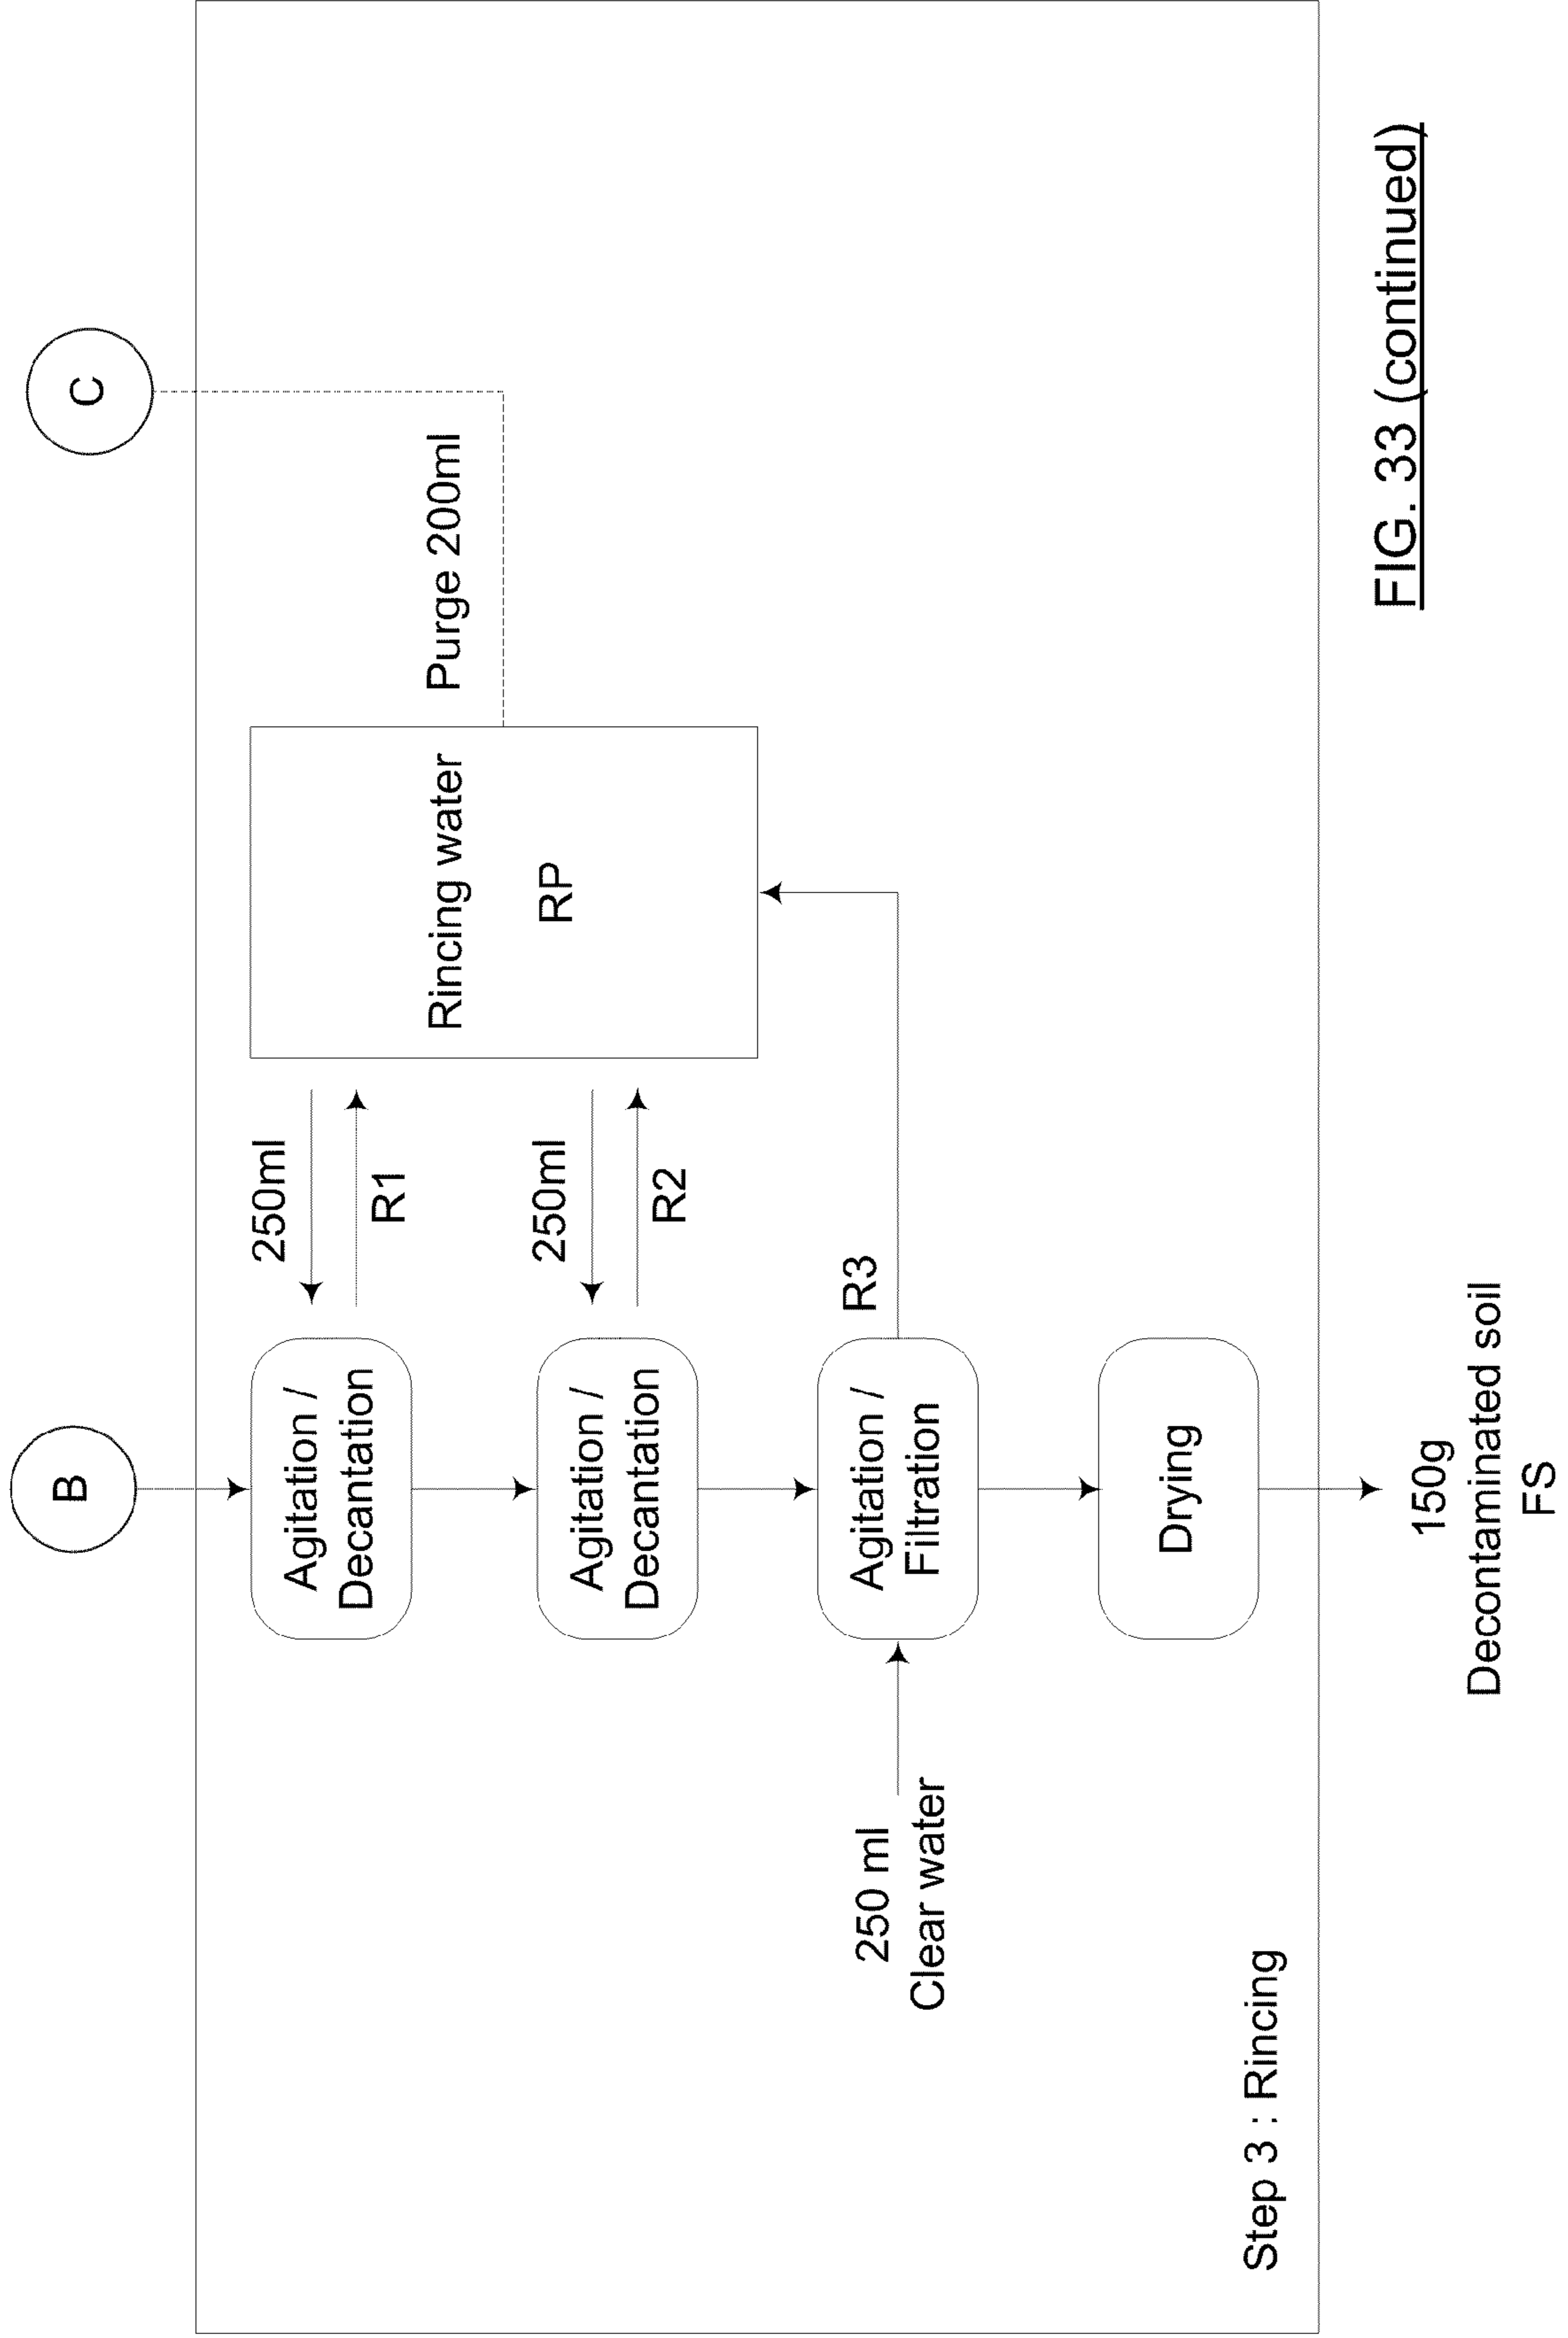 B
C
Agitation /
Decantation
250ml
R1
Rincing water
RP
Purge 200ml
Agitation /
Decantation
250ml
R2
250 ml
Clear water
Agitation /
Filtration
R3
Drying
Step 3 : Rincing
150g
Decontaminated soil
FS
FIG. 33 (continued)